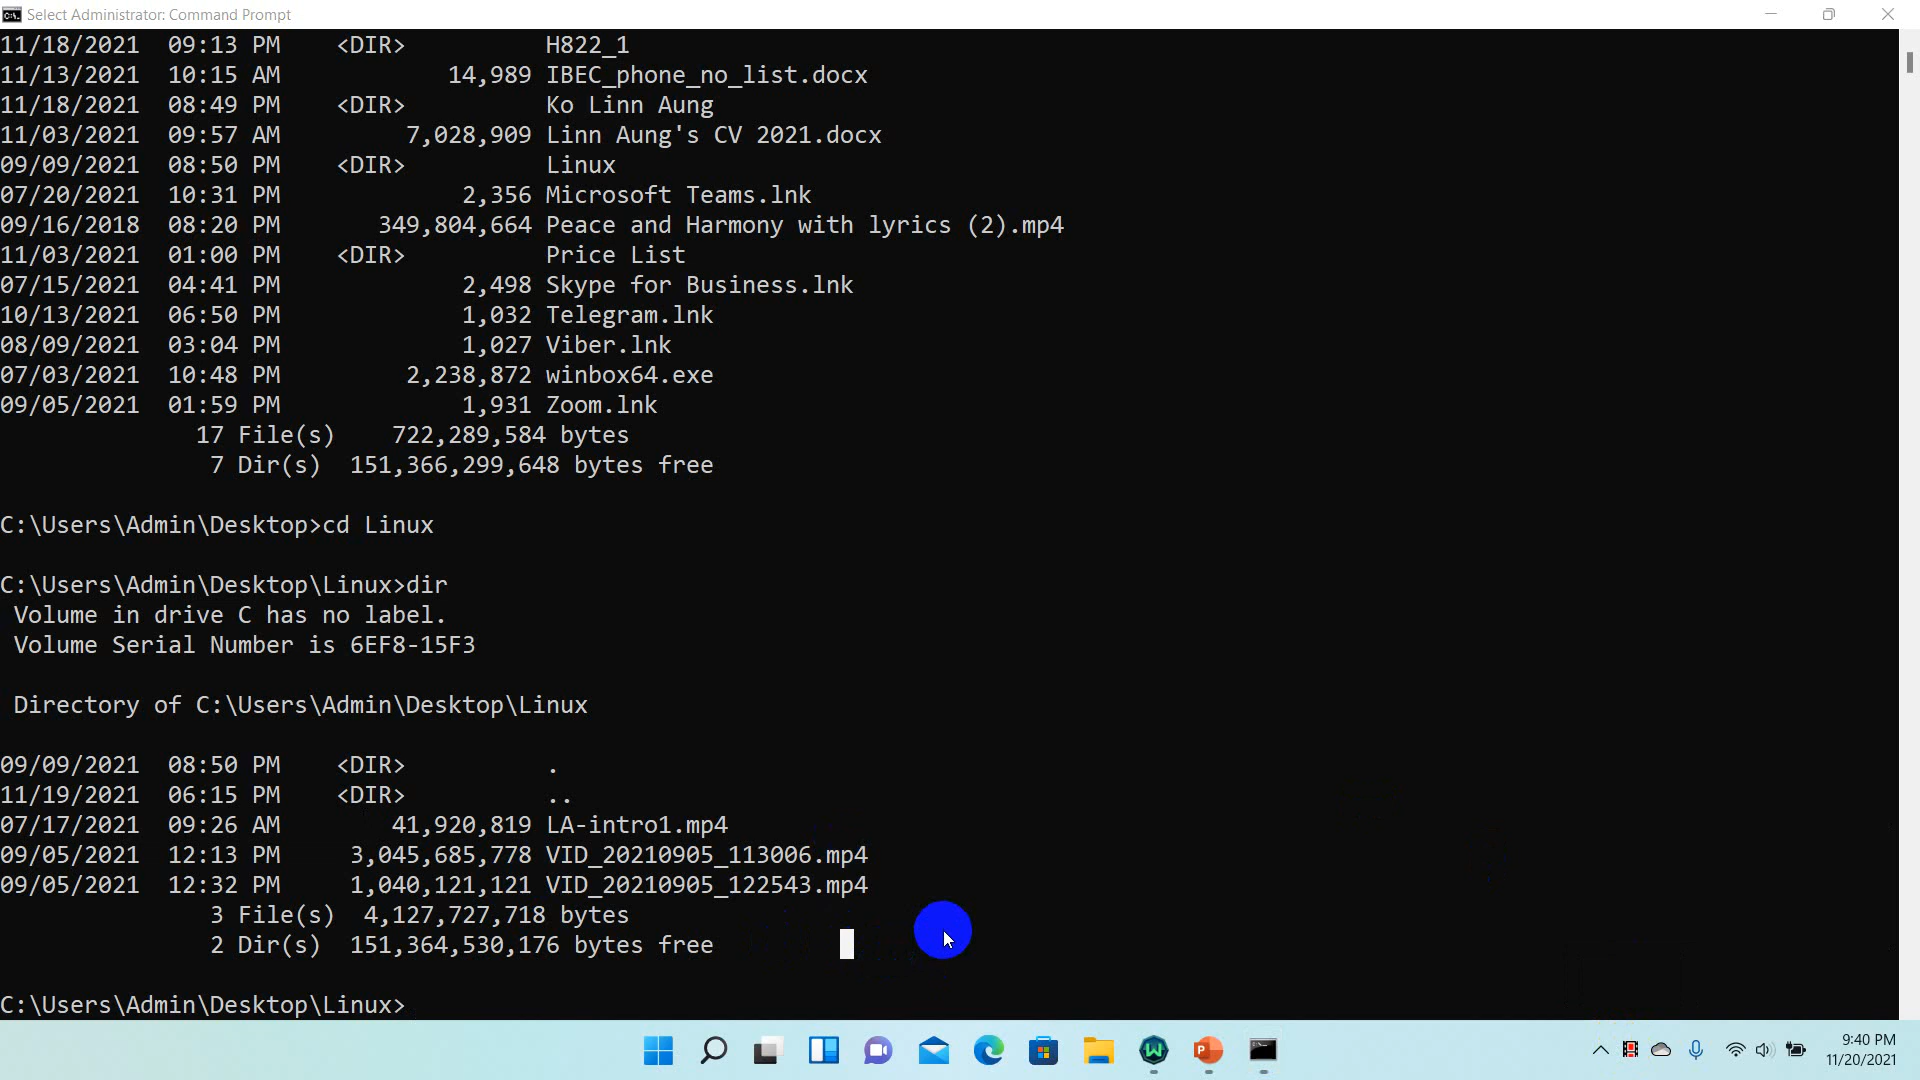 Select Administrator: Command Prompt
11/18/2021  09:13 PM    <DIR>          H822_1
11/13/2021  10:15 AM            14,989 IBEC_phone_no_list.docx
11/18/2021  08:49 PM    <DIR>          Ko Linn Aung
11/03/2021  09:57 AM         7,028,909 Linn Aung's CV 2021.docx
09/09/2021  08:50 PM    <DIR>          Linux
07/20/2021  10:31 PM             2,356 Microsoft Teams.lnk
09/16/2018  08:20 PM       349,804,664 Peace and Harmony with lyrics (2).mp4
11/03/2021  01:00 PM    <DIR>          Price List
07/15/2021  04:41 PM             2,498 Skype for Business.lnk
10/13/2021  06:50 PM             1,032 Telegram.lnk
08/09/2021  03:04 PM             1,027 Viber.lnk
07/03/2021  10:48 PM         2,238,872 winbox64.exe
09/05/2021  01:59 PM             1,931 Zoom.lnk
              17 File(s)    722,289,584 bytes
               7 Dir(s)  151,366,299,648 bytes free
C:\Users\Admin\Desktop>cd Linux
C:\Users\Admin\Desktop\Linux>dir
 Volume in drive C has no label.
 Volume Serial Number is 6EF8-15F3
 Directory of C:\Users\Admin\Desktop\Linux
09/09/2021  08:50 PM    <DIR>          .
11/19/2021  06:15 PM    <DIR>          ..
07/17/2021  09:26 AM        41,920,819 LA-intro1.mp4
09/05/2021  12:13 PM     3,045,685,778 VID_20210905_113006.mp4
09/05/2021  12:32 PM     1,040,121,121 VID_20210905_122543.mp4
               3 File(s)  4,127,727,718 bytes
               2 Dir(s)  151,364,530,176 bytes free
C:\Users\Admin\Desktop\Linux>
9:40 PM
11/20/2021